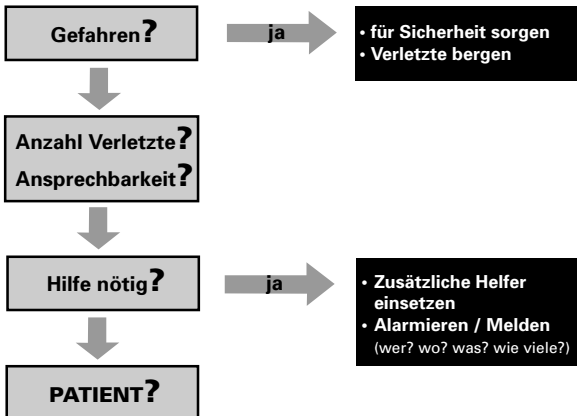 Gefahren?
ja
• für Sicherheit sorgen
• Verletzte bergen
Anzahl Verletzte?
Ansprechbarkeit?
Hilfe nötig?
ja
• Zusätzliche Helfer
einsetzen
• Alarmieren / Melden
(wer? wo? was? wie viele?)
PATIENT?